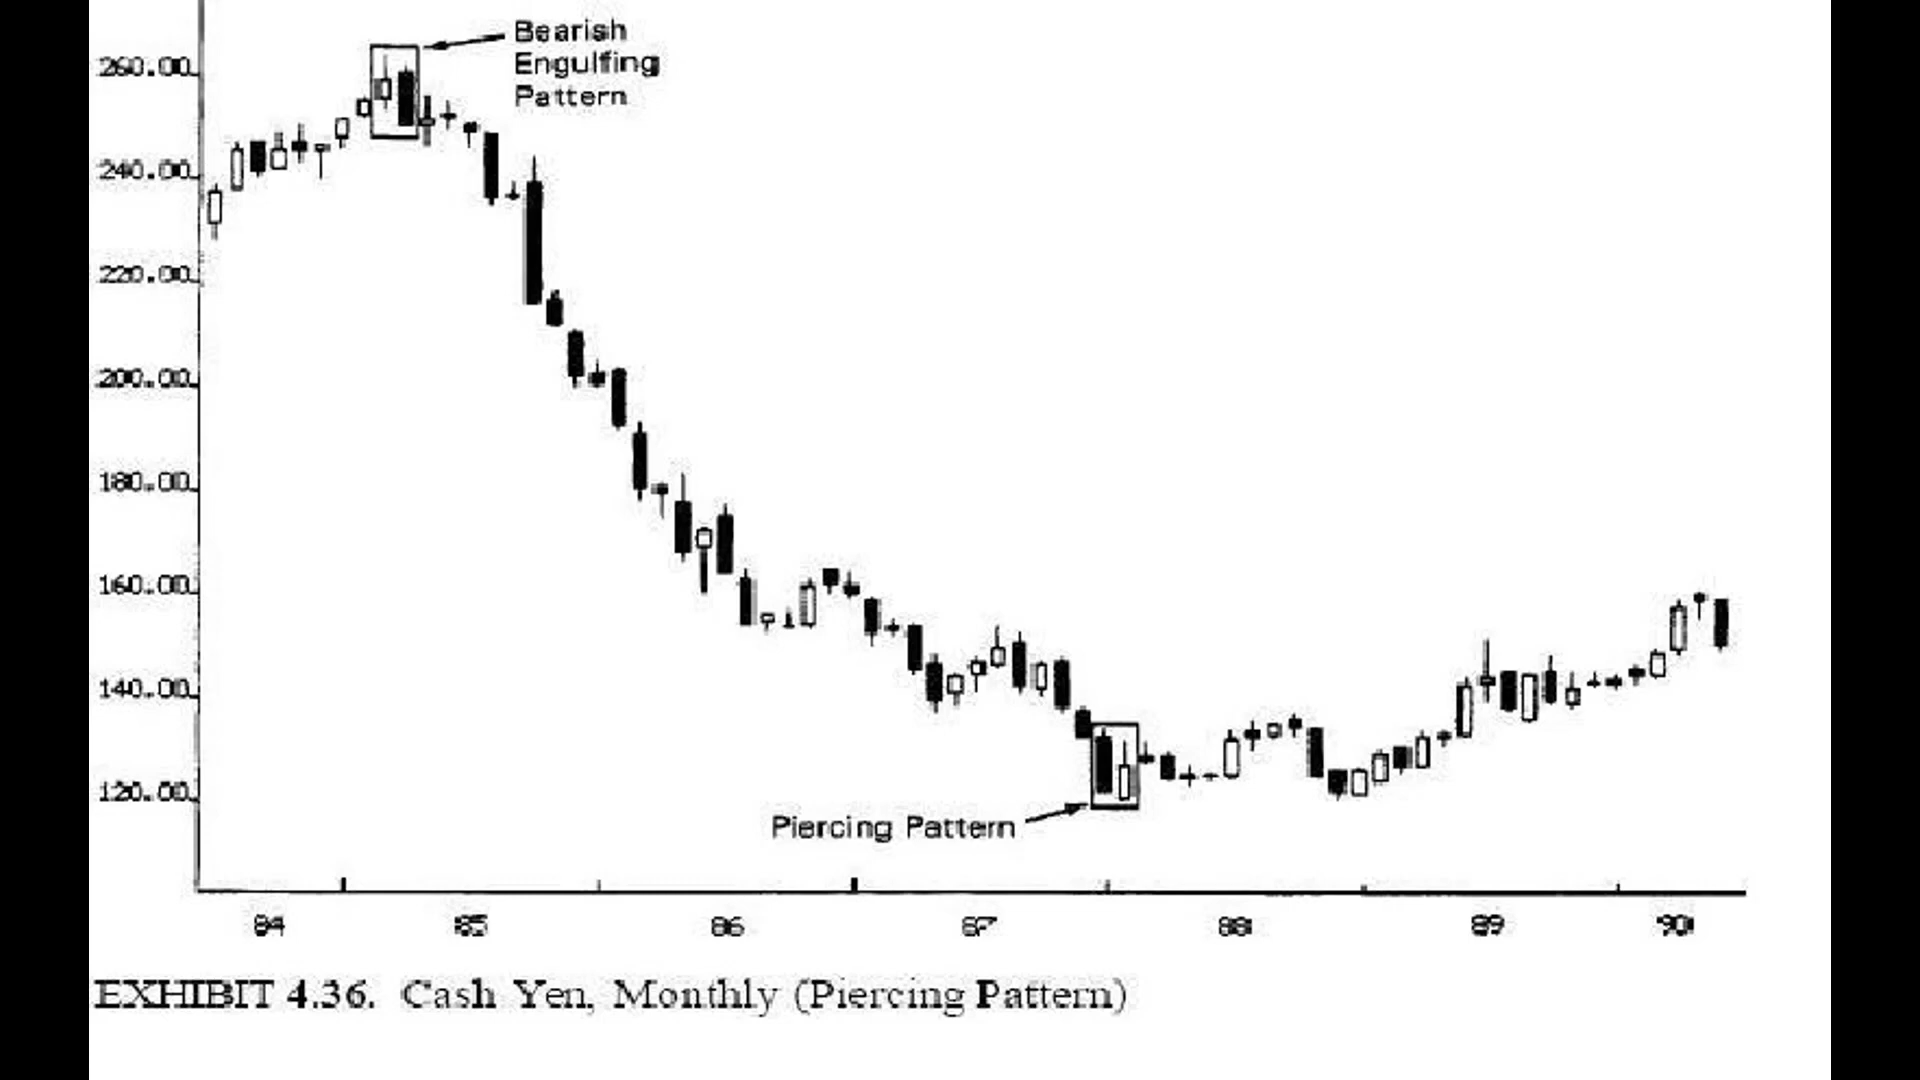 Bearish
Engulfing
Pattern
260.00
240.00
220.00
200.00
180.00
160.00
140.00
120.00
Piercing Pattern
84 85 86 87 88 89 90
EXHIBIT 4.36. Cash Yen, Monthly (Piercing Pattern)